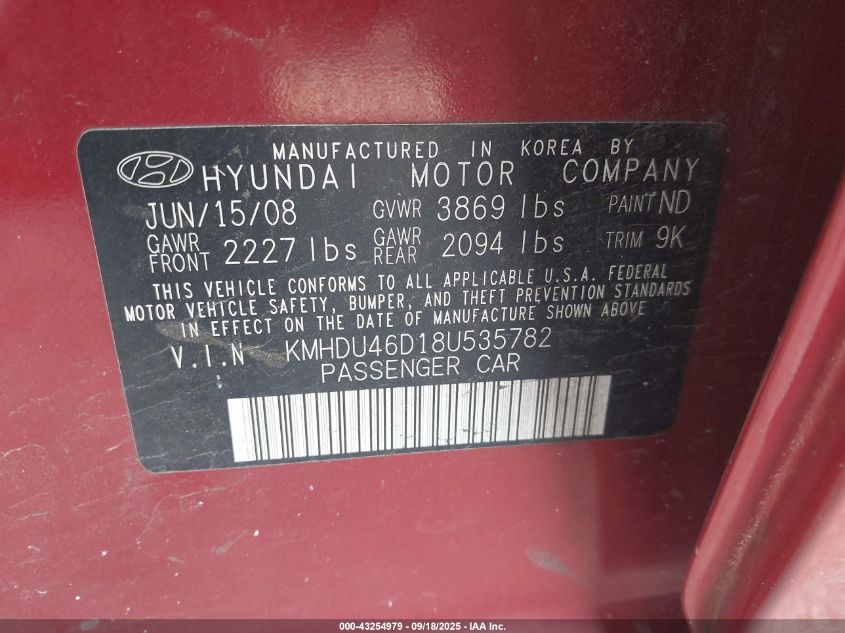 MANUFACTURED IN KOREA BY
HYUNDAI MOTOR COMPANY
JUN/15/08 GVWR 3869 lbs PAINT ND
GAWR FRONT 2227 lbs GAWR REAR 2094 lbs TRIM 9K
THIS VEHICLE CONFORMS TO ALL APPLICABLE U.S.A. FEDERAL
MOTOR VEHICLE SAFETY, BUMPER, AND THEFT PREVENTION STANDARDS
IN EFFECT ON THE DATE OF MANUFACTURE SHOWN ABOVE.
V.I.N KMHDU46D18U535782
PASSENGER CAR
000-43254979 - 09/18/2025 - IAA Inc.